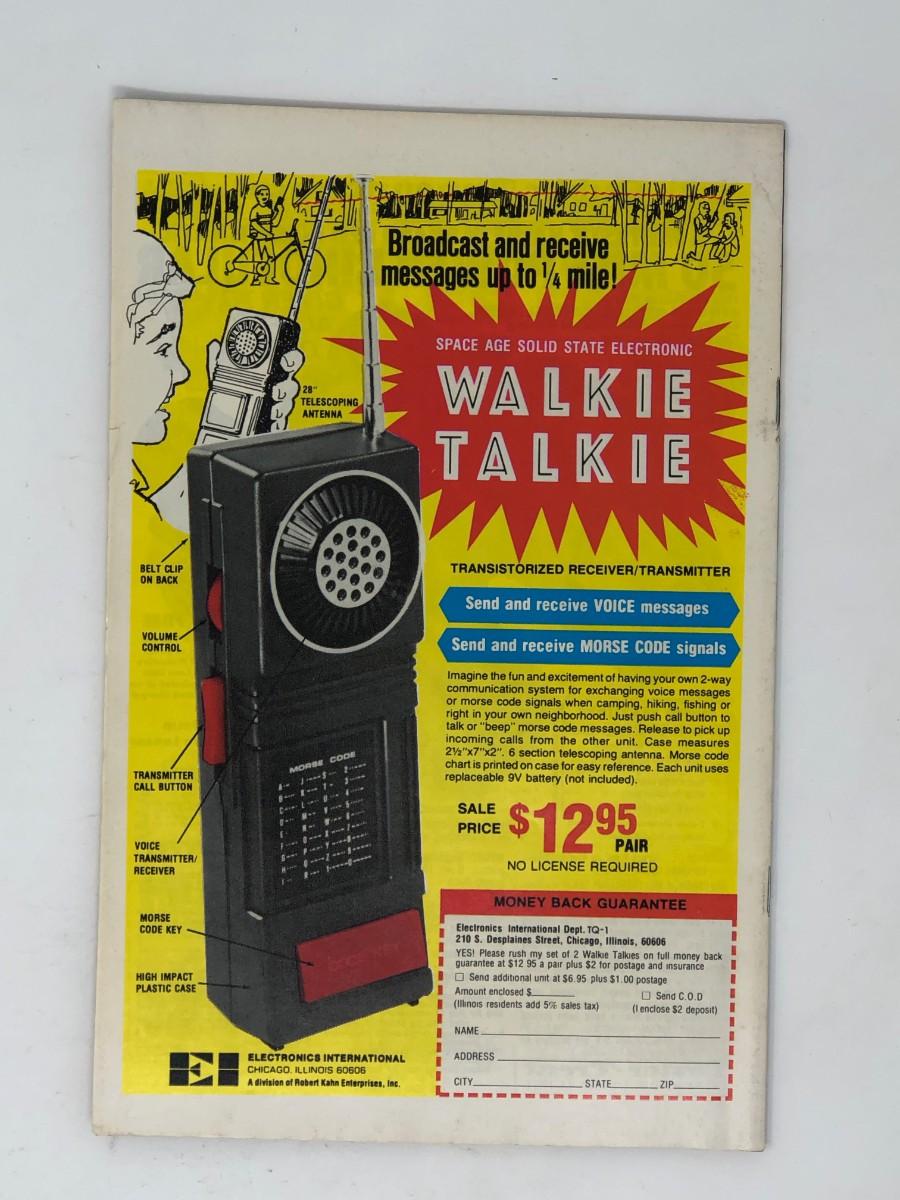 Broadcast and receive
messages up to 1/4 mile!
SPACE AGE SOLID STATE ELECTRONIC
WALKIE
TALKIE
28"
TELESCOPING
ANTENNA
BELT CLIP
ON BACK
VOLUME
CONTROL
TRANSMITTER
CALL BUTTON
VOICE
TRANSMITTER/
RECEIVER
MORSE
CODE KEY
HIGH IMPACT
PLASTIC CASE
MORSE CODE
TRANSISTORIZED RECEIVER/TRANSMITTER
Send and receive VOICE messages
Send and receive MORSE CODE signals
Imagine the fun and excitement of having your own 2-way
communication system for exchanging voice messages
or morse code signals when camping, hiking, fishing or
right in your own neighborhood. Just push call button to
talk or "beep" morse code messages. Release to pick up
incoming calls from the other unit. Case measures
2½"x7"x2". 6 section telescoping antenna. Morse code
chart is printed on case for easy reference. Each unit uses
replaceable 9V battery (not included).
SALE
PRICE $12 95
PAIR
NO LICENSE REQUIRED
MONEY BACK GUARANTEE
Electronics International Dept. TQ-1
210 S. Desplaines Street, Chicago, Illinois, 60606
YES! Please rush my set of 2 Walkie Talkies on full money back
guarantee at $12 95 a pair plus $2 for postage and insurance
☐ Send additional unit at $6.95 plus $1.00 postage
Amount enclosed $________ ☐ Send C.O.D
(Illinois residents add 5% sales tax) (I enclose $2 deposit)
NAME
ADDRESS
CITY________ STATE________ ZIP________
EI
ELECTRONICS INTERNATIONAL
CHICAGO, ILLINOIS 60606
A division of Robert Kahn Enterprises, Inc.